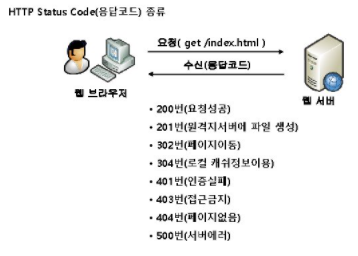 HTTP Status Code(응답코드) 종류
요청( get /index.html )
수신(응답코드)
웹 브라우저
웹 서버
• 200번(요청성공)
• 201번(원격지서버에 파일 생성)
• 302번(페이지이동)
• 304번(로컬 캐쉬정보이용)
• 401번(인증실패)
• 403번(접근금지)
• 404번(페이지없음)
• 500번(서버에러)